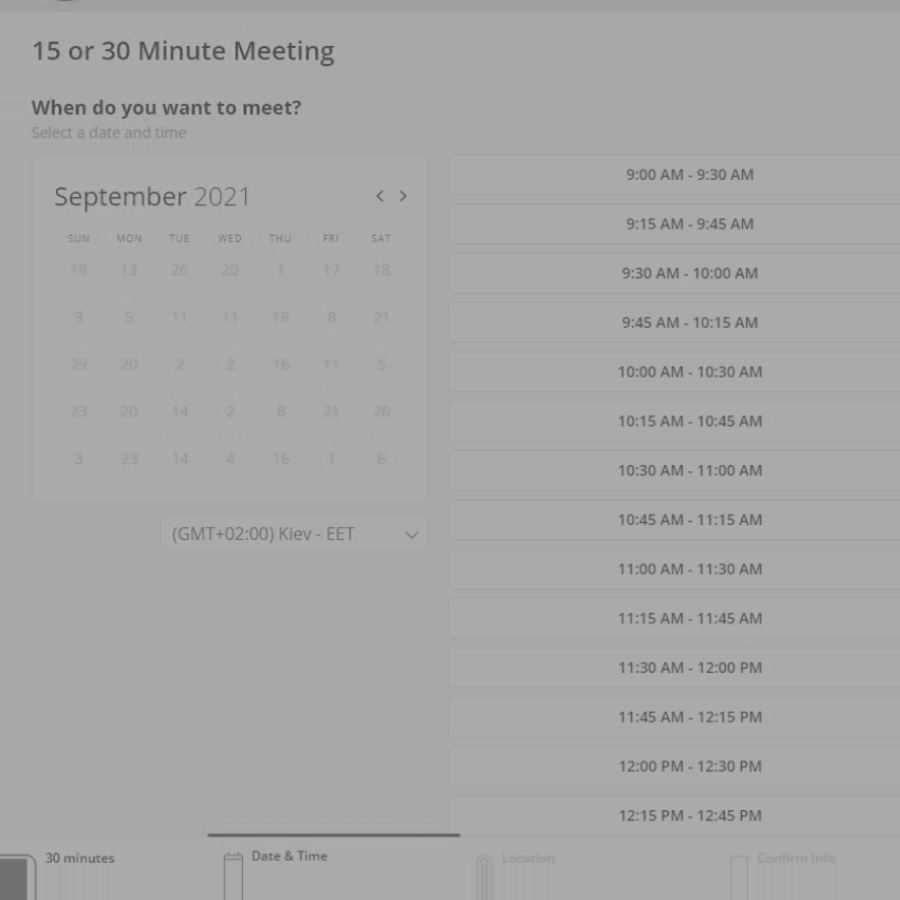 15 or 30 Minute Meeting
When do you want to meet?
Select a date and time
September 2021
SUN MON TUE WED THU FRI SAT
19 13 26 20 1 17 18
3 5 11 11 18 8 21
29 20 2 2 16 11 5
23 20 14 2 8 21 26
3 23 14 4 16 1 6
(GMT+02:00) Kiev - EET
9:00 AM - 9:30 AM
9:15 AM - 9:45 AM
9:30 AM - 10:00 AM
9:45 AM - 10:15 AM
10:00 AM - 10:30 AM
10:15 AM - 10:45 AM
10:30 AM - 11:00 AM
10:45 AM - 11:15 AM
11:00 AM - 11:30 AM
11:15 AM - 11:45 AM
11:30 AM - 12:00 PM
11:45 AM - 12:15 PM
12:00 PM - 12:30 PM
12:15 PM - 12:45 PM
30 minutes
Date & Time
Location
Confirm Info